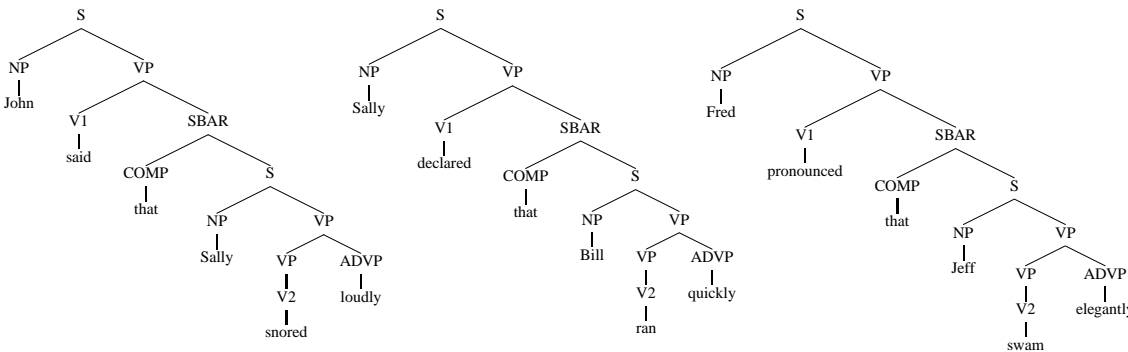 S S S
NP VP NP VP NP VP
John Sally Fred
V1 SBAR V1 SBAR V1 SBAR
said declared pronounced
COMP S COMP S COMP S
that that that
NP VP NP VP NP VP
Sally Bill Jeff
VP ADVP VP ADVP VP ADVP
V2 loudly V2 quickly V2 elegantly
snored ran swam